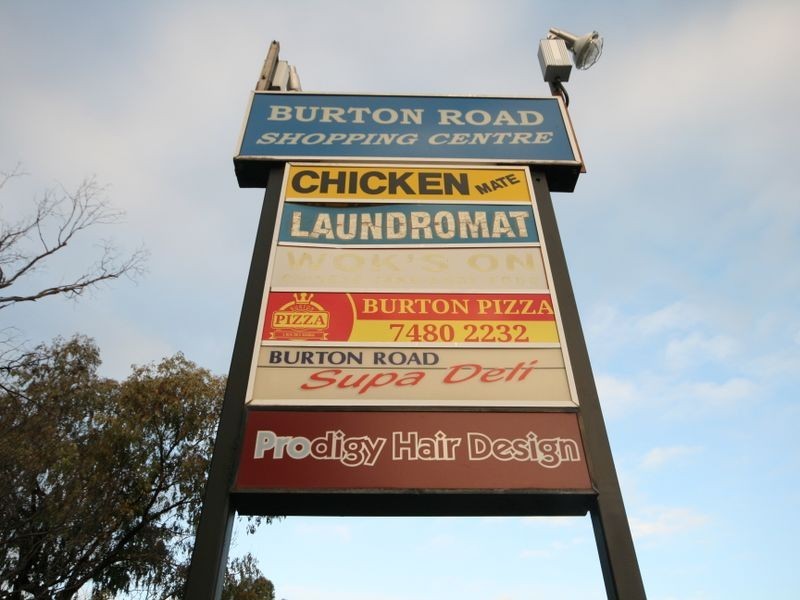 BURTON ROAD
SHOPPING CENTRE
CHICKEN MATE
LAUNDROMAT
WOK'S ON
BURTON
PIZZA
BURTON PIZZA
7480 2232
BURTON ROAD
Supa Deli
Prodigy Hair Design